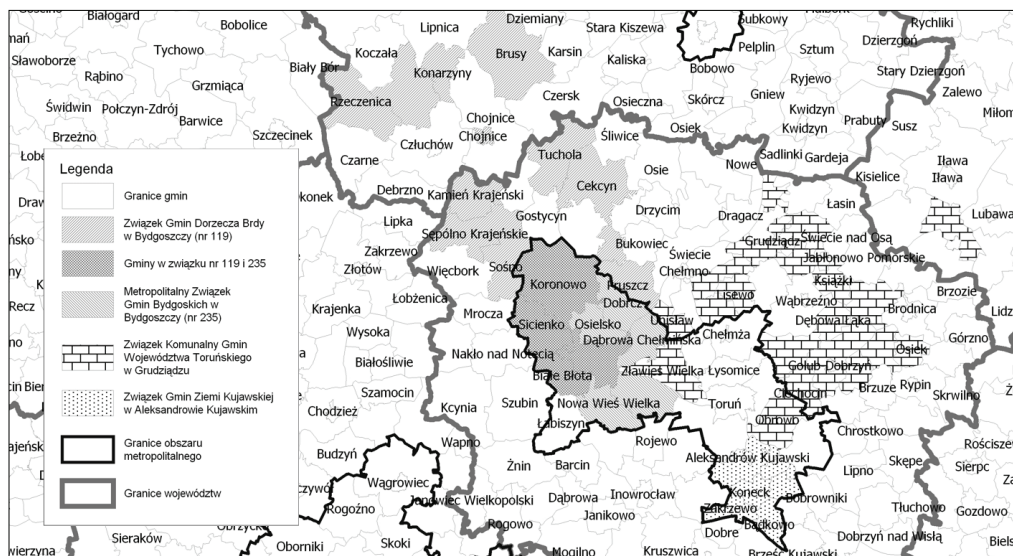 Białogard
Bobolice
Tychowo
Sławoborze
Rąbino
Grzmiąca
Świdwin
Połczyn-Zdrój
Barwice
Brzeżno
Szczecinek
Lipnica
Dziemiany
Stara Kiszewa
Subkowy
Rychliki
Koczała
Brusy
Karsin
Pelplin
Sztum
Dzierzgoń
Biały Bór
Konarzyny
Kaliska
Bobowo
Ryjewo
Stary Dzierzgoń
Rzeczenica
Czersk
Osieczna
Skórcz
Gniew
Kwidzyn
Zalewo
Chojnice
Chojnice
Osiek
Kwidzyn
Prabuty
Susz
Człuchów
Śliwice
Czarne
Tuchola
Osie
Nowe
Sadlinki
Gardeja
Iława
Iława
Debrzno
Kamień Krajeński
Cekcyn
Kisielice
Lipka
Gostycyn
Drzycim
Dragacz
Łasin
Lubawa
Sępólno Krajeńskie
Bukowiec
Grudziądz
Świecie nad Osą
Zakrzewo
Świecie
Jabłonowo Pomorskie
Złotów
Więcbork
Sośno
Chełmno
Książki
Łobżenica
Koronowo
Pruszcz
Lisewo
Wąbrzeźno
Brzozie
Krajenka
Mrocza
Dobrcz
Brodnica
Wysoka
Sicienko
Osielsko
Unisław
Dębowa Łąka
Chełmża
Dąbrowa Chełmińska
Górzno
Białośliwie
Nakło nad Notecią
Osiek
Szamocin
Białe Błota
Zławieś Wielka
Łysomice
Golub-Dobrzyń
Brzuze
Rypin
Skrwilno
Chodzież
Kcynia
Szubin
Nowa Wieś Wielka
Toruń
Ciechocin
Łabiszyn
Obrowo
Chrostkowo
Budzyń
Wapno
Rojewo
Żnin
Barcin
Aleksandrów Kujawski
Lipno
Skępe
Sierpc
Wągrowiec
Rogoźno
Wielkopolski
Dąbrowa
Inowrocław
Koneck
Bobrowniki
Janikowo
Zakrzewo
Tłuchowo
Gozdowo
Rogowo
Dobre
Bądkowo
Dobrzyń nad Wisłą
Sieraków
Oborniki
Skoki
Mogilno
Kruszwica
Brześć Kujawski
Legenda
Granice gmin
Związek Gmin Dorzecza Brdy
w Bydgoszczy (nr 119)
Gminy w związku nr 119 i 235
Metropolitalny Związek
Gmin Bydgoskich w
Bydgoszczy (nr 235)
Związek Komunalny Gmin
Województwa Toruńskiego
w Grudziądzu
Związek Gmin Ziemi Kujawskiej
w Aleksandrowie Kujawskim
Granice obszaru
metropolitalnego
Granice województw